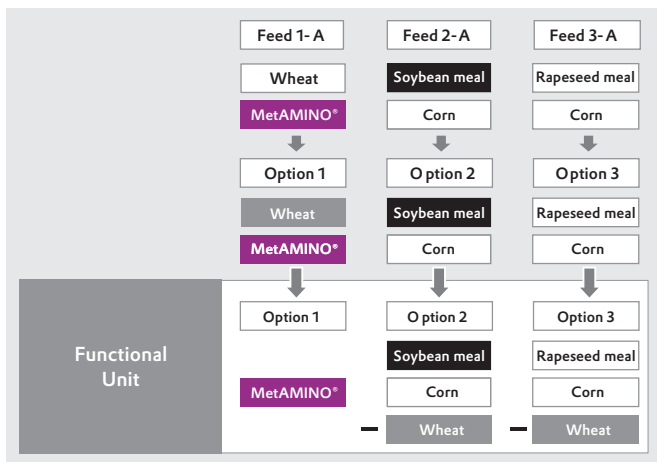 Feed 1- A Feed 2- A Feed 3- A
Wheat Soybean meal Rapeseed meal
MetAMINO® Corn Corn
Option 1 O ption 2 Option 3
Wheat Soybean meal Rapeseed meal
MetAMINO® Corn Corn
Option 1 O ption 2 Option 3
Functional
Unit
Soybean meal Rapeseed meal
MetAMINO® Corn Corn
– Wheat – Wheat